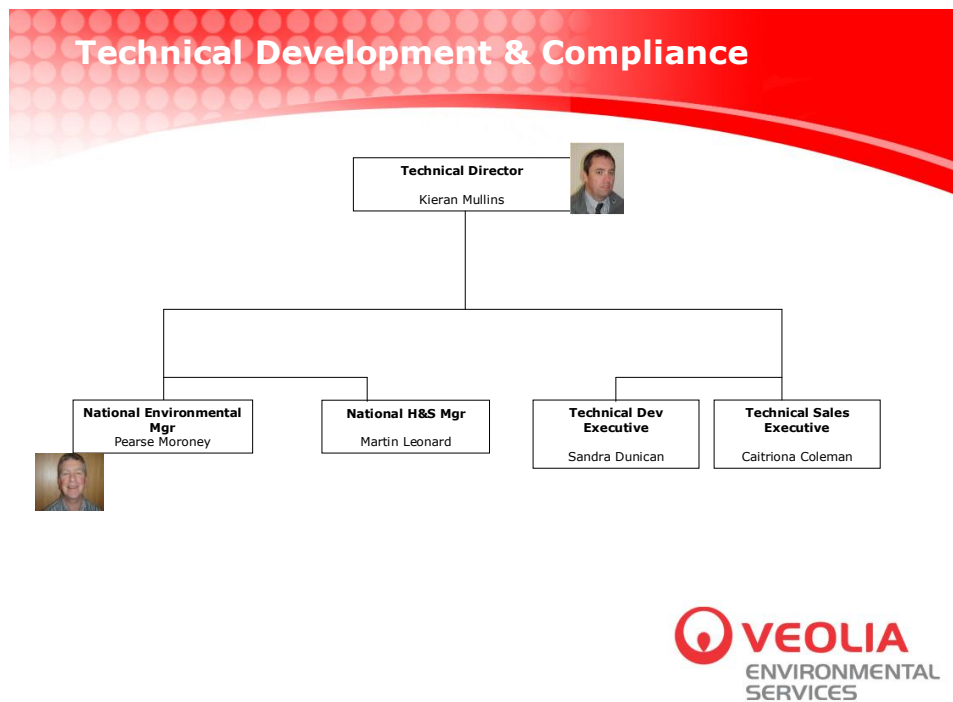 Technical Development & Compliance
Technical Director
Kieran Mullins
National Environmental
Mgr
Pearse Moroney
National H&S Mgr
Martin Leonard
Technical Dev
Executive
Sandra Dunican
Technical Sales
Executive
Caitriona Coleman
VEOLIA
ENVIRONMENTAL
SERVICES